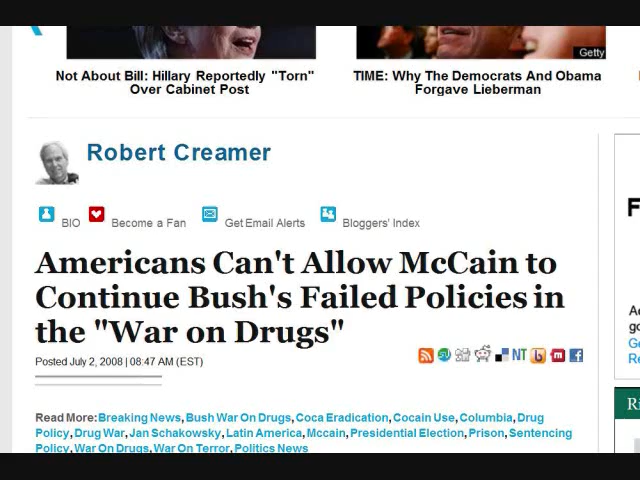 Getty
Not About Bill: Hillary Reportedly "Torn"
Over Cabinet Post
TIME: Why The Democrats And Obama
Forgave Lieberman
Robert Creamer
BIO
Become a Fan
Get Email Alerts
Bloggers' Index
Americans Can't Allow McCain to
Continue Bush's Failed Policies in
the "War on Drugs"
Posted July 2, 2008 | 08:47 AM (EST)
NT
Read More: Breaking News, Bush War On Drugs, Coca Eradication, Cocain Use, Columbia, Drug
Policy, Drug War, Jan Schakowsky, Latin America, Mccain, Presidential Election, Prison, Sentencing
Policy, War On Drugs, War On Terror, Politics News